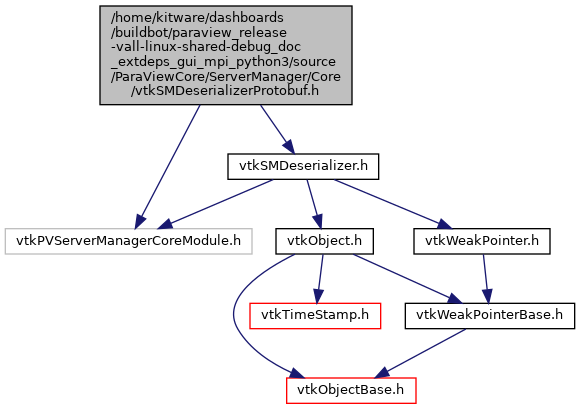 /home/kitware/dashboards
/buildbot/paraview_release
-vall-linux-shared-debug_doc
_extdeps_gui_mpi_python3/source
/ParaViewCore/ServerManager/Core
/vtkSMDeserializerProtobuf.h
vtkSMDeserializer.h
vtkPVServerManagerCoreModule.h
vtkObject.h
vtkWeakPointer.h
vtkTimeStamp.h
vtkWeakPointerBase.h
vtkObjectBase.h